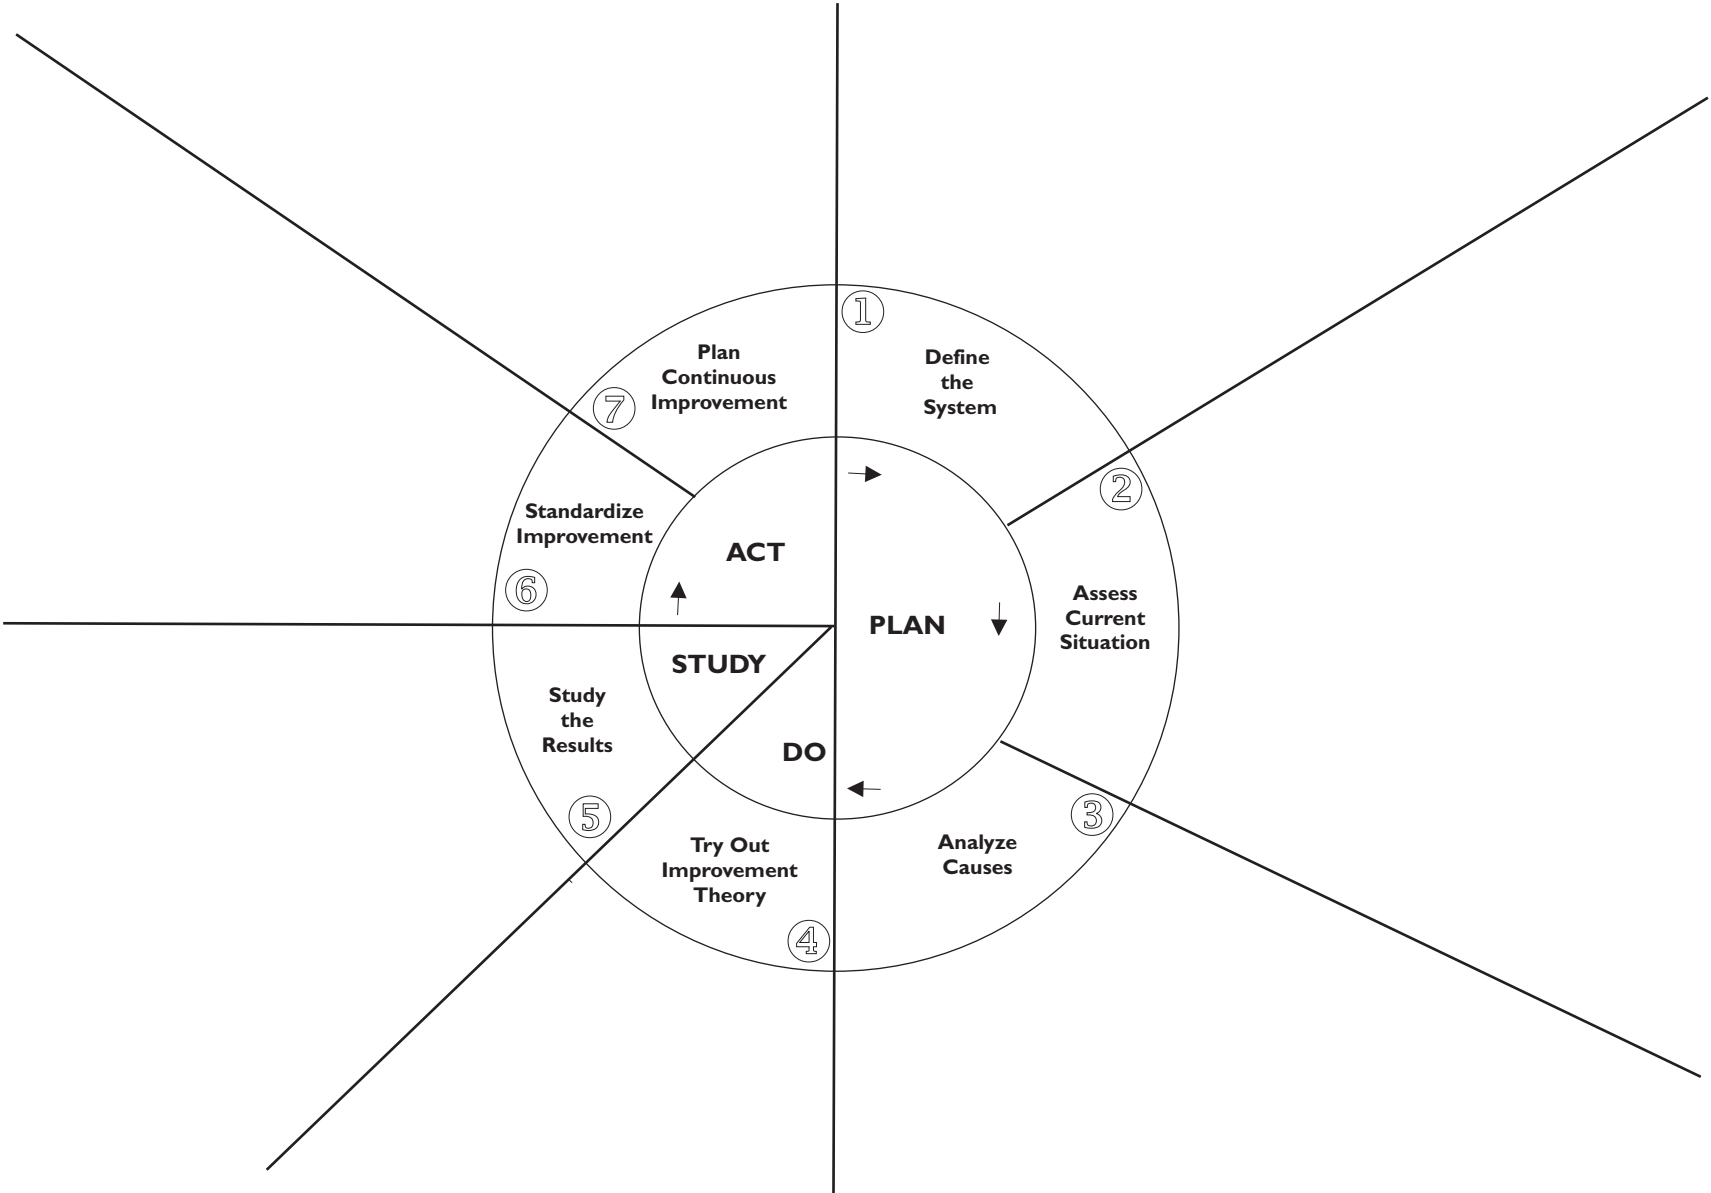 1
Define
the
System
2
Assess
Current
Situation
3
Analyze
Causes
4
Try Out
Improvement
Theory
5
Study
the
Results
6
Standardize
Improvement
7
Plan
Continuous
Improvement
PLAN
DO
STUDY
ACT